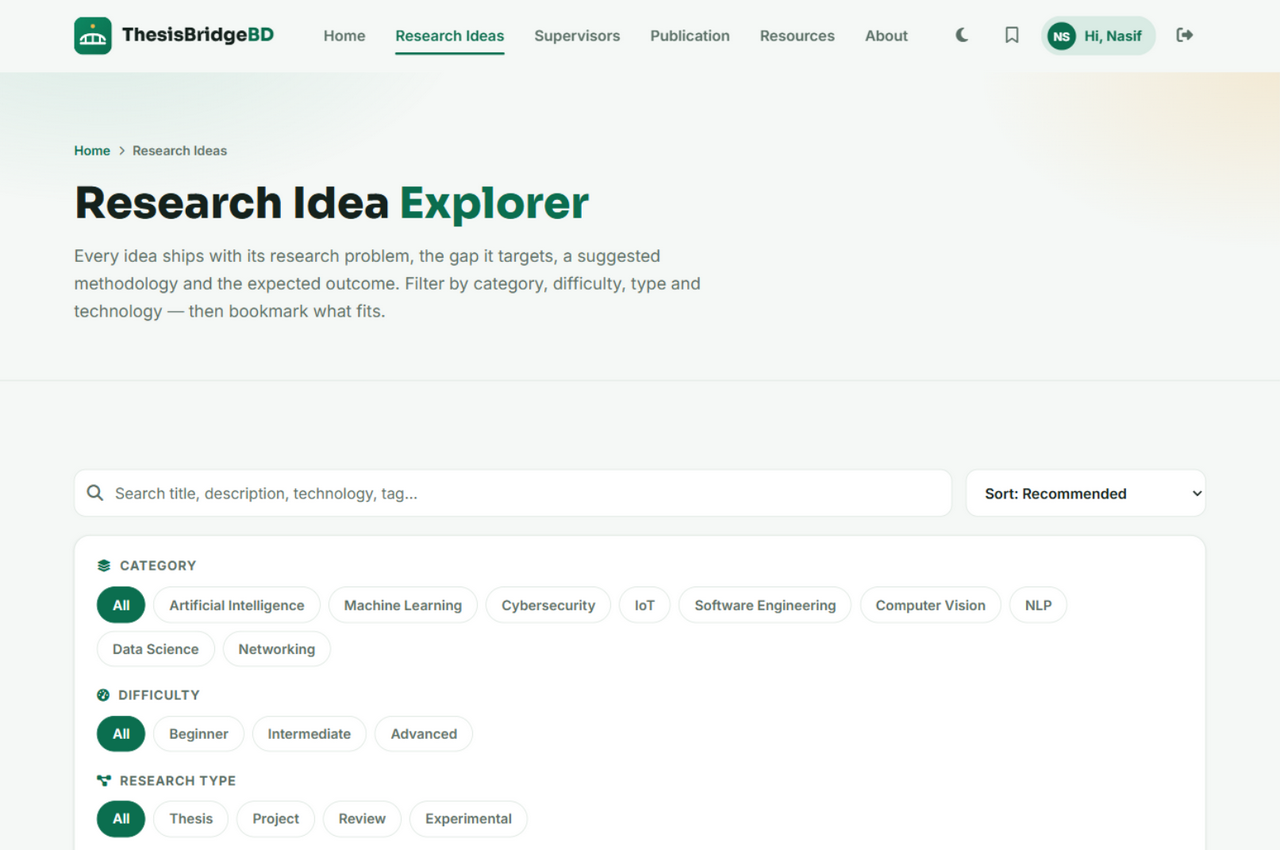 ThesisBridgeBD Home Research Ideas Supervisors Publication Resources About NS Hi, Nasif
Home > Research Ideas
Research Idea Explorer
Every idea ships with its research problem, the gap it targets, a suggested
methodology and the expected outcome. Filter by category, difficulty, type and
technology — then bookmark what fits.
Search title, description, technology, tag... Sort: Recommended
CATEGORY
All Artificial Intelligence Machine Learning Cybersecurity IoT Software Engineering Computer Vision NLP
Data Science Networking
DIFFICULTY
All Beginner Intermediate Advanced
RESEARCH TYPE
All Thesis Project Review Experimental